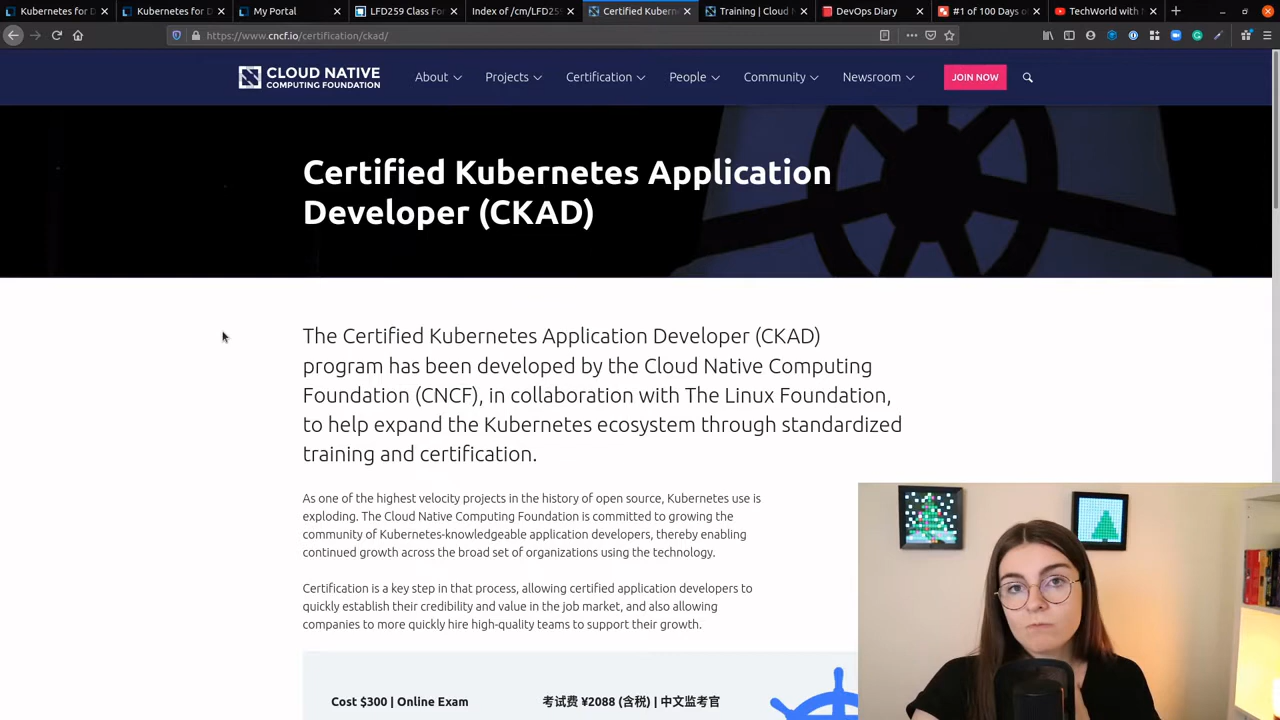 Kubernetes for D
Kubernetes for D
My Portal
LFD259 Class For
Index of /cm/LFD259
Certified Kubern
Training | Cloud N
DevOps Diary
#1 of 100 Days of
TechWorld with N
https://www.cncf.io/certification/ckad/
CLOUD NATIVE
COMPUTING FOUNDATION
About
Projects
Certification
People
Community
Newsroom
JOIN NOW
Certified Kubernetes Application
Developer (CKAD)
The Certified Kubernetes Application Developer (CKAD)
program has been developed by the Cloud Native Computing
Foundation (CNCF), in collaboration with The Linux Foundation,
to help expand the Kubernetes ecosystem through standardized
training and certification.
As one of the highest velocity projects in the history of open source, Kubernetes use is
exploding. The Cloud Native Computing Foundation is committed to growing the
community of Kubernetes-knowledgeable application developers, thereby enabling
continued growth across the broad set of organizations using the technology.
Certification is a key step in that process, allowing certified application developers to
quickly establish their credibility and value in the job market, and also allowing
companies to more quickly hire high-quality teams to support their growth.
Cost $300 | Online Exam
考试费 ¥2088 (含税) | 中文监考官